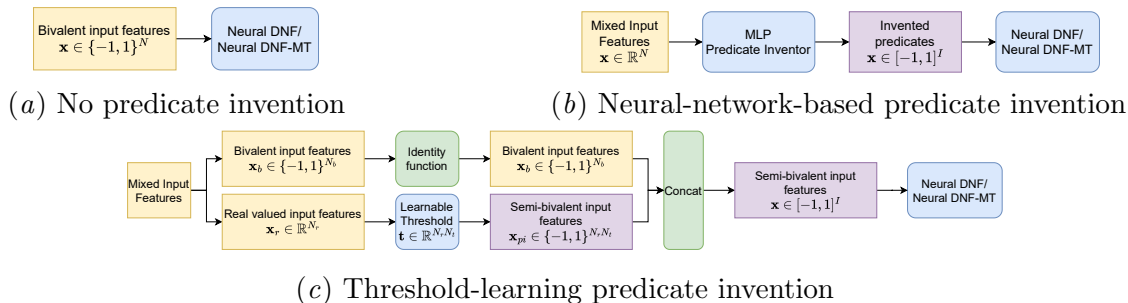 Bivalent input features
x ∈ {−1, 1}^N
Neural DNF/
Neural DNF-MT
(a) No predicate invention
Mixed Input
Features
x ∈ ℝ^N
MLP
Predicate Inventor
Invented
predicates
x ∈ [−1, 1]^I
Neural DNF/
Neural DNF-MT
(b) Neural-network-based predicate invention
Mixed Input
Features
Bivalent input features
x_b ∈ {−1, 1}^{N_b}
Identity
function
Bivalent input features
x_b ∈ {−1, 1}^{N_b}
Real valued input features
x_r ∈ ℝ^{N_r}
Learnable
Threshold
t ∈ ℝ^{N_r N_t}
Semi-bivalent input
features
x_{pi} ∈ {−1, 1}^{N_r N_t}
Concat
Semi-bivalent input
features
x ∈ [−1, 1]^I
Neural DNF/
Neural DNF-MT
(c) Threshold-learning predicate invention